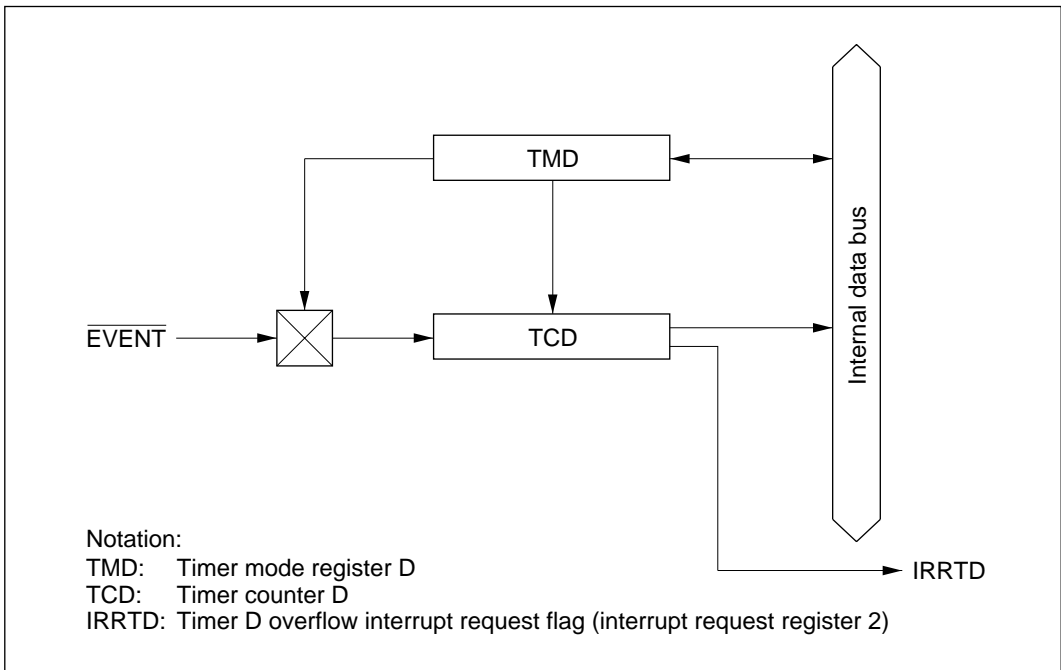 TMD
EVENT
TCD
Internal data bus
IRRTD
Notation:
TMD: Timer mode register D
TCD: Timer counter D
IRRTD: Timer D overflow interrupt request flag (interrupt request register 2)